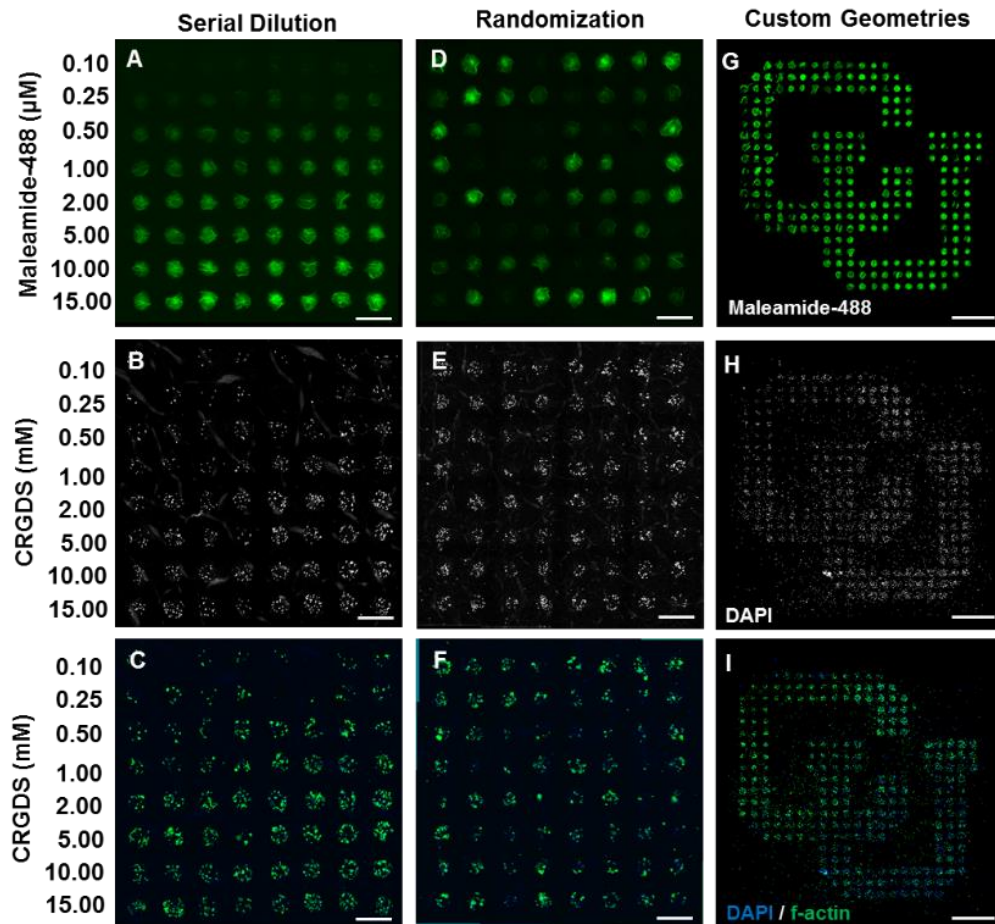 Serial Dilution
Randomization
Custom Geometries
Maleamide-488 (μM)
0.10
0.25
0.50
1.00
2.00
5.00
10.00
15.00
A
D
G
Maleamide-488
CRGDS (mM)
0.10
0.25
0.50
1.00
2.00
5.00
10.00
15.00
B
E
H
DAPI
CRGDS (mM)
0.10
0.25
0.50
1.00
2.00
5.00
10.00
15.00
C
F
I
DAPI / f-actin